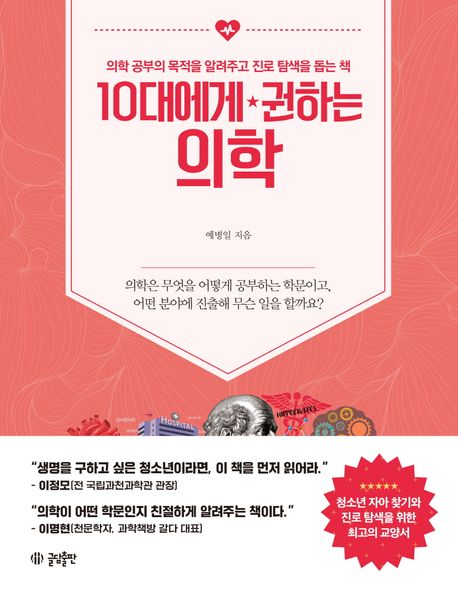 의학 공부의 목적을 알려주고 진로 탐색을 돕는 책
10대에게★권하는
의학
예병일 지음
의학은 무엇을 어떻게 공부하는 학문이고,
어떤 분야에 진출해 무슨 일을 할까요?
HOSPITAL
HIPPOCRATES
“생명을 구하고 싶은 청소년이라면, 이 책을 먼저 읽어라.”
- 이정모(전 국립과천과학관 관장)
“의학이 어떤 학문인지 친절하게 알려주는 책이다.”
- 이명현(천문학자, 과학책방 갈다 대표)
★★★★★
청소년 자아 찾기와
진로 탐색을 위한
최고의 교양서
글담출판